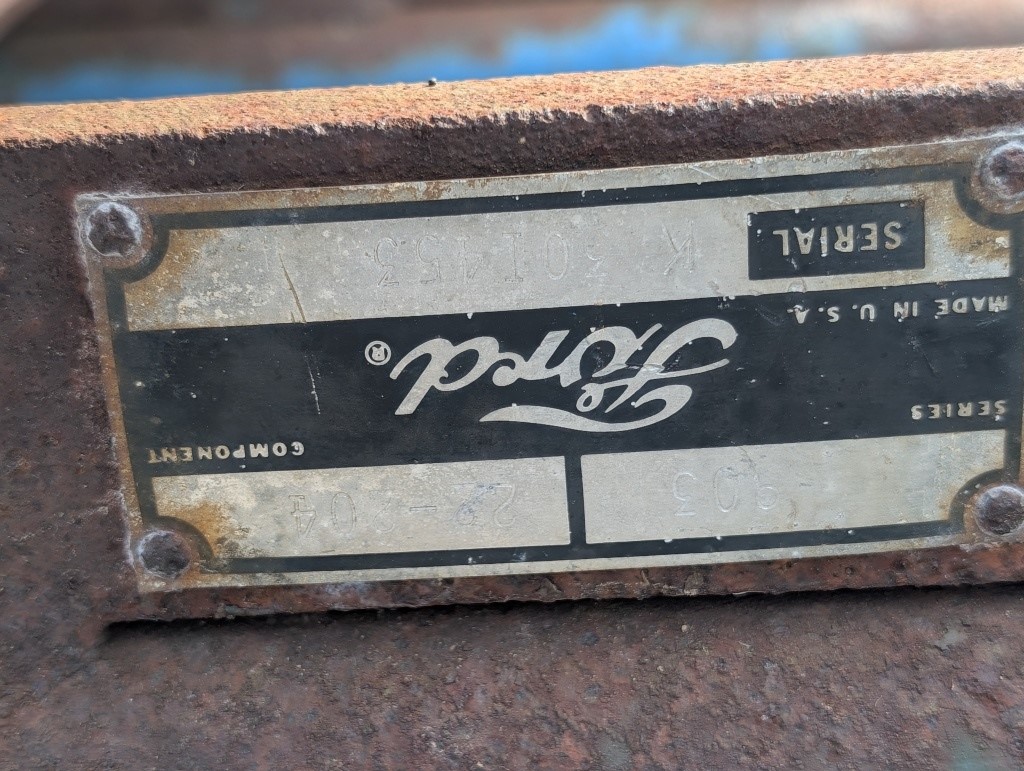 903 22-204
SERIES COMPONENT
Ford ®
MADE IN U.S.A.
SERIAL K 301453